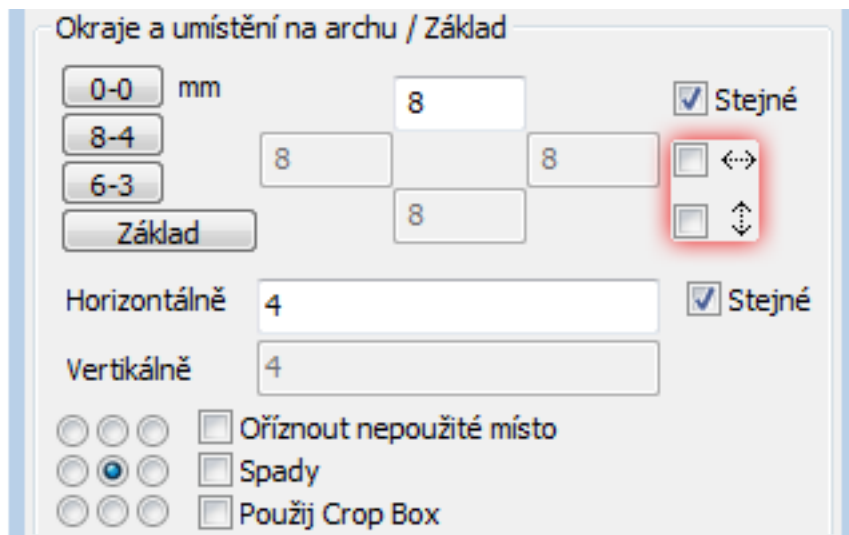 Okraje a umístění na archu / Základ
0-0 mm 8 Stejné
8-4
8 8
6-3
8
Základ
Horizontálně 4 Stejné
Vertikálně 4
Oříznout nepoužité místo
Spady
Použij Crop Box